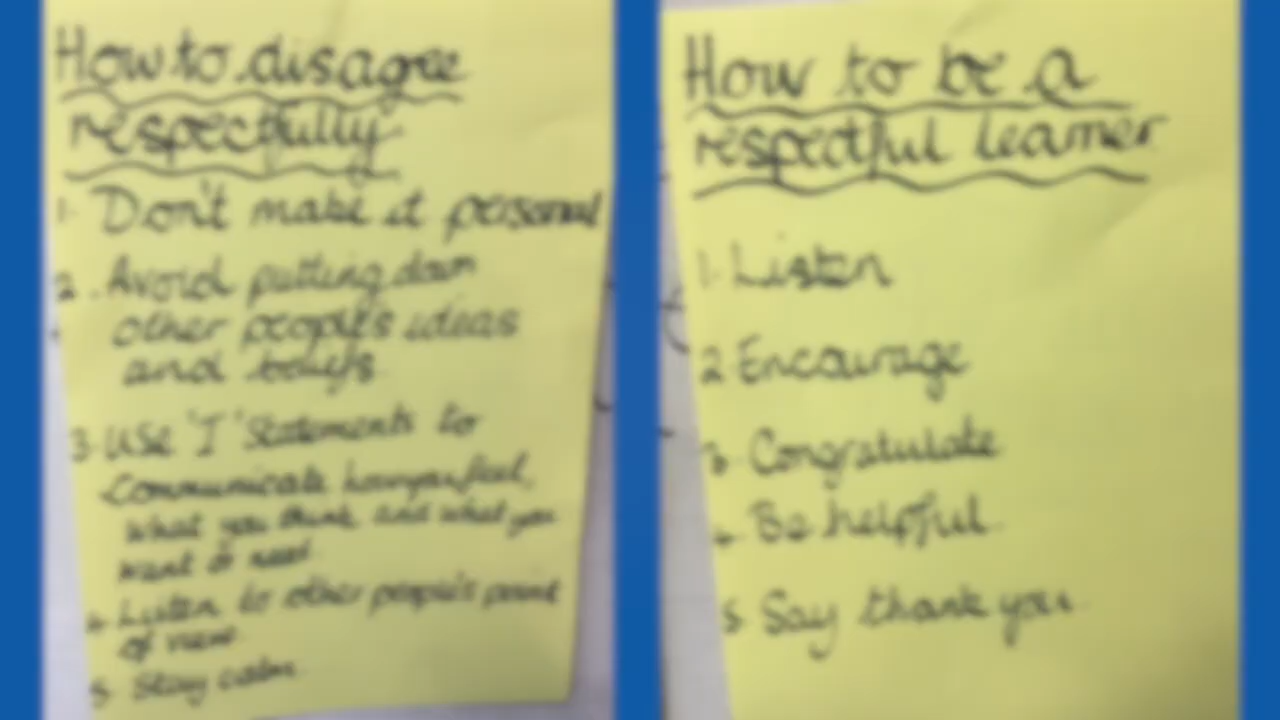 How to disagree
respectfully
1. Don't make it personal
2. Avoid putting down
other people's ideas
and beliefs
3. Use 'I' Statements to
communicate how you feel,
what you think and what you
want or need.
4. Listen to other people's point
of view.
5. Stay calm.
How to be a
respectful learner
1. Listen
2. Encourage
3. Congratulate
4. Be helpful
5. Say thank you